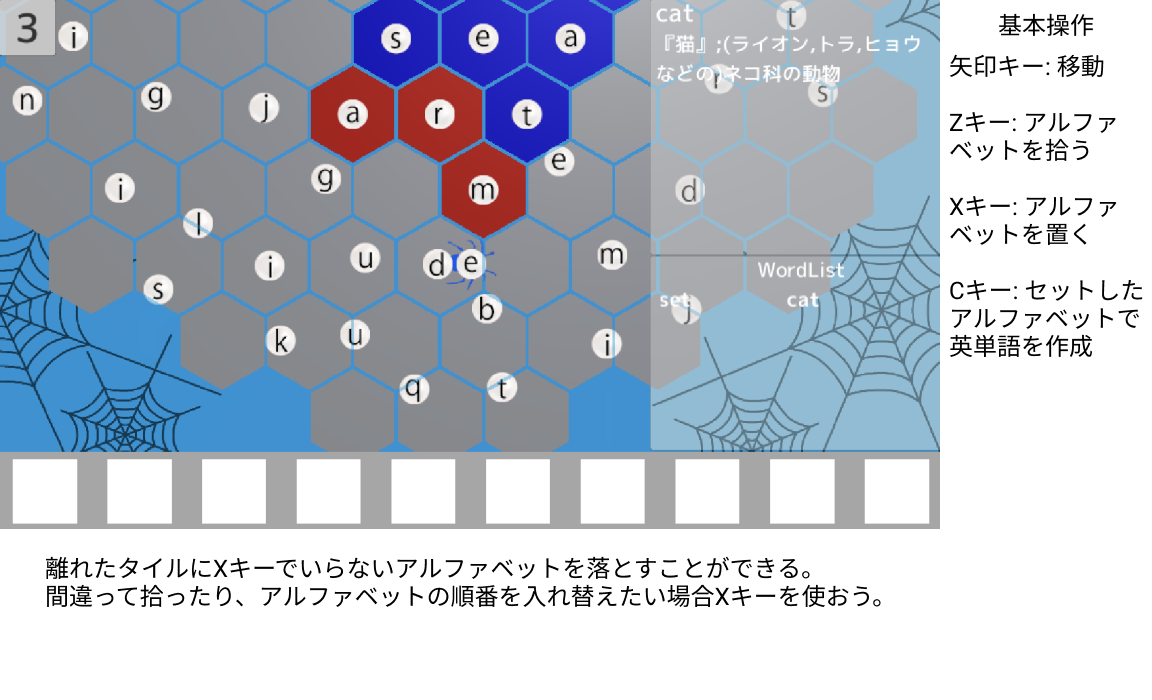 3
i
s
e
a
n
g
j
a
r
t
i
g
m
e
l
s
i
u
d
e
m
b
k
u
i
q
t
cat
『猫』;(ライオン,トラ,ヒョウ
などの)ネコ科の動物
t
r
s
d
WordList
set
cat
j
基本操作
矢印キー: 移動
Zキー: アルファ
ベットを拾う
Xキー: アルファ
ベットを置く
Cキー: セットした
アルファベットで
英単語を作成
離れたタイルにXキーでいらないアルファベットを落とすことができる。
間違って拾ったり、アルファベットの順番を入れ替えたい場合Xキーを使おう。